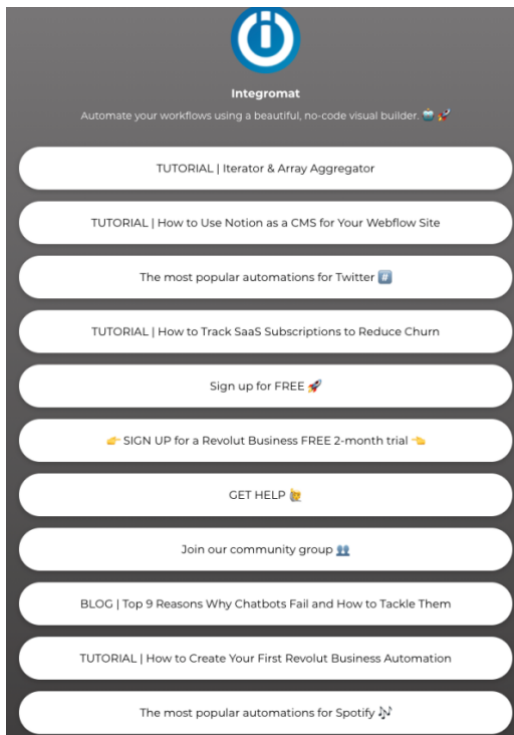 Integromat
Automate your workflows using a beautiful, no-code visual builder. 🤖🚀
TUTORIAL | Iterator & Array Aggregator
TUTORIAL | How to Use Notion as a CMS for Your Webflow Site
The most popular automations for Twitter #️⃣
TUTORIAL | How to Track SaaS Subscriptions to Reduce Churn
Sign up for FREE 🚀
👉 SIGN UP for a Revolut Business FREE 2-month trial 👈
GET HELP 🙋
Join our community group 👥
BLOG | Top 9 Reasons Why Chatbots Fail and How to Tackle Them
TUTORIAL | How to Create Your First Revolut Business Automation
The most popular automations for Spotify 🎶